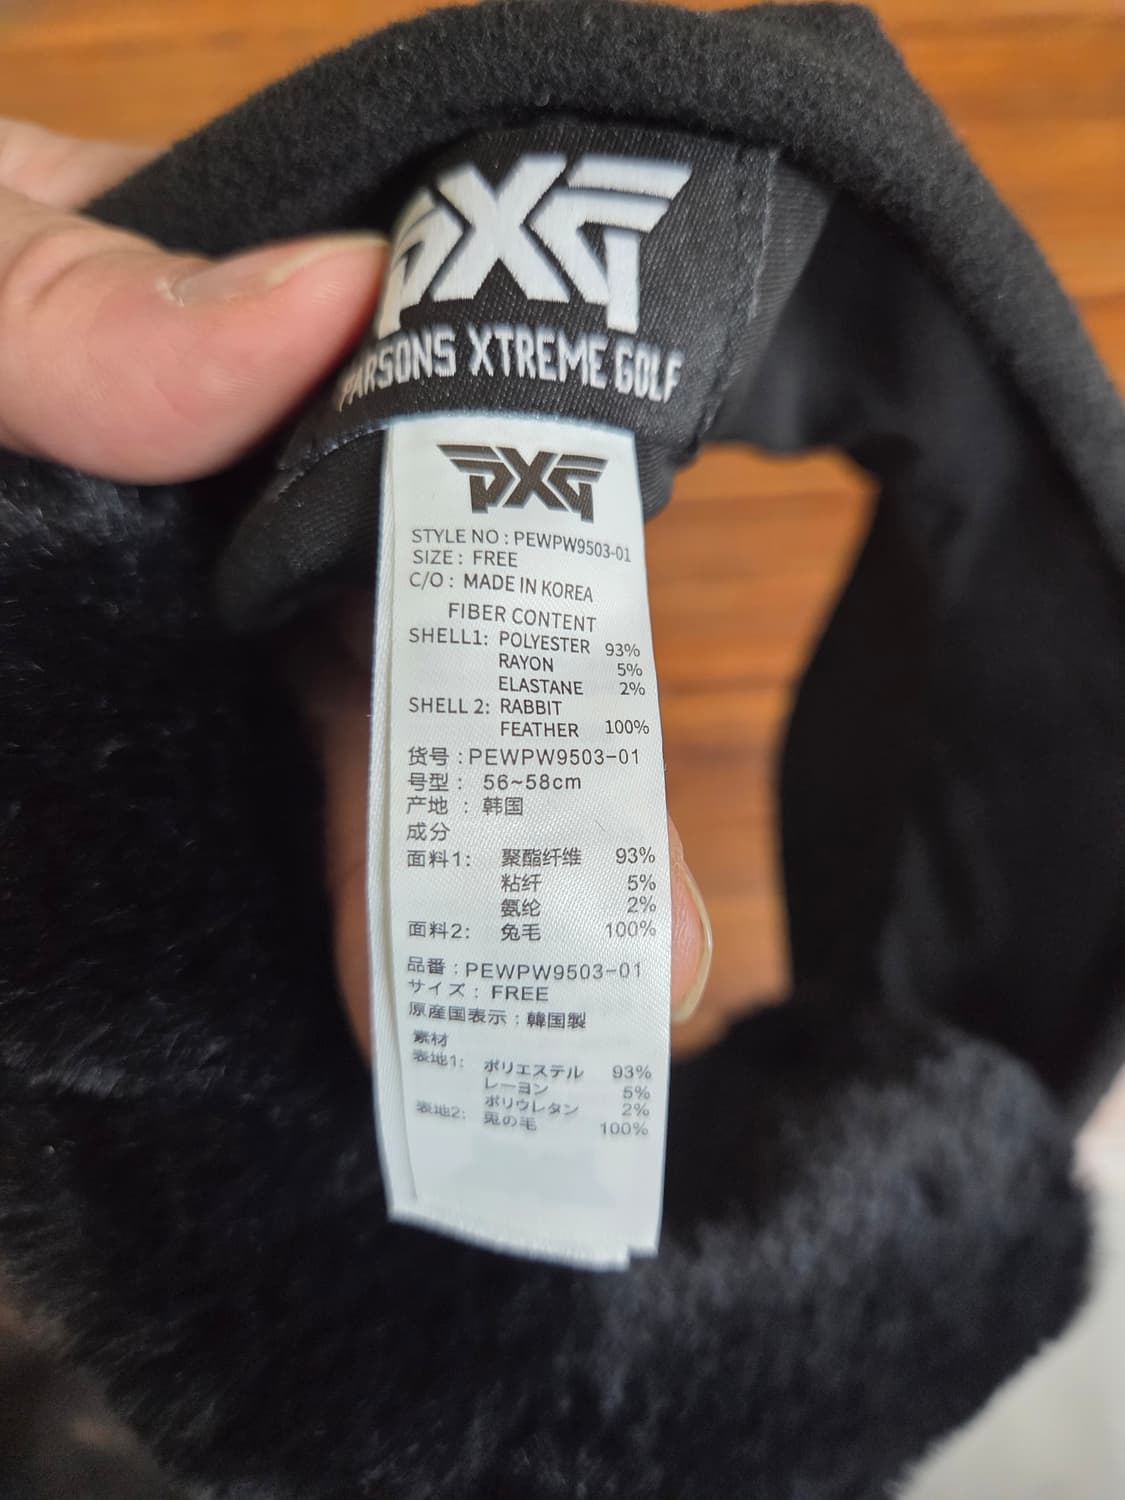 PXG
PARSONS XTREME GOLF
PXG
STYLE NO : PEWPW9503-01
SIZE : FREE
C/O : MADE IN KOREA
FIBER CONTENT
SHELL1: POLYESTER 93%
RAYON 5%
ELASTANE 2%
SHELL 2: RABBIT
FEATHER 100%
货号 : PEWPW9503-01
号型 : 56~58cm
产地 : 韩国
成分
面料1: 聚酯纤维 93%
粘纤 5%
氨纶 2%
面料2: 兔毛 100%
品番 : PEWPW9503-01
サイズ : FREE
原産国表示 : 韓国製
素材
表地1: ポリエステル 93%
レーヨン 5%
ポリウレタン 2%
表地2: 兎の毛 100%